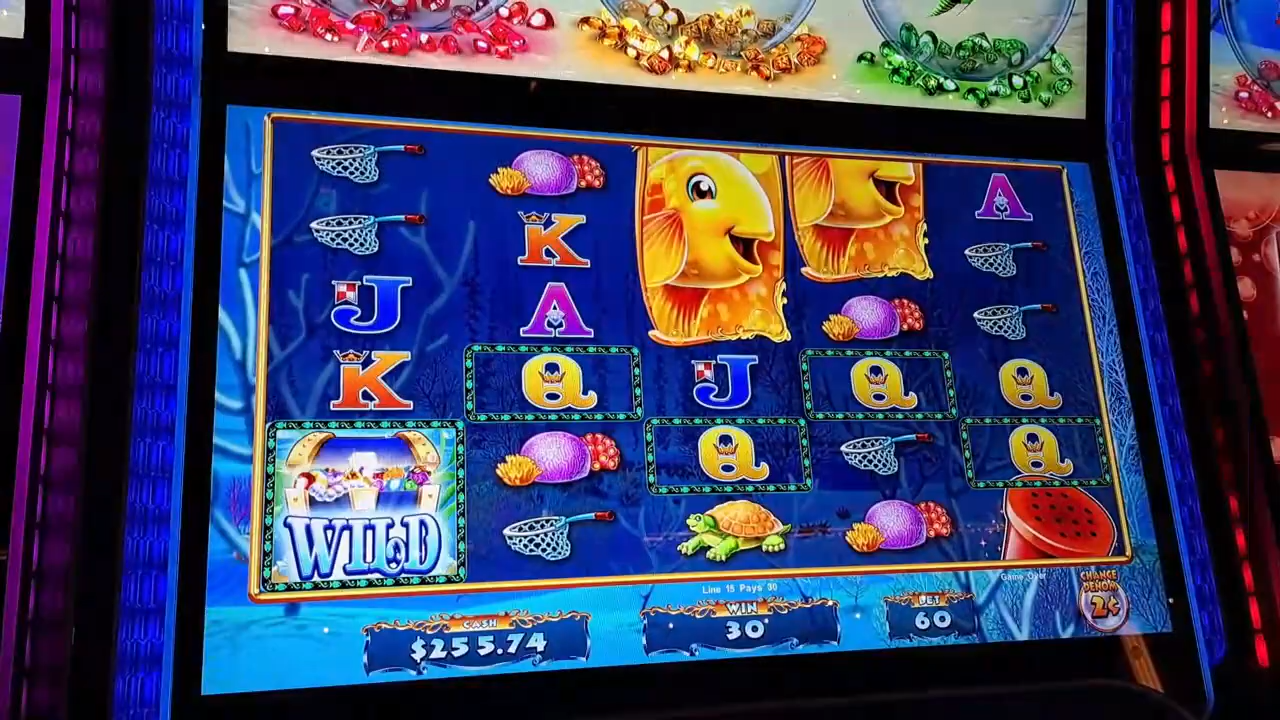 A
K
J
A
K
Q
J
Q
Q
Q
Q
WILD
Line 15 Pays 30
Game Over
CHANGE DENOM
2¢
CASH
$255.74
WIN
30
BET
60